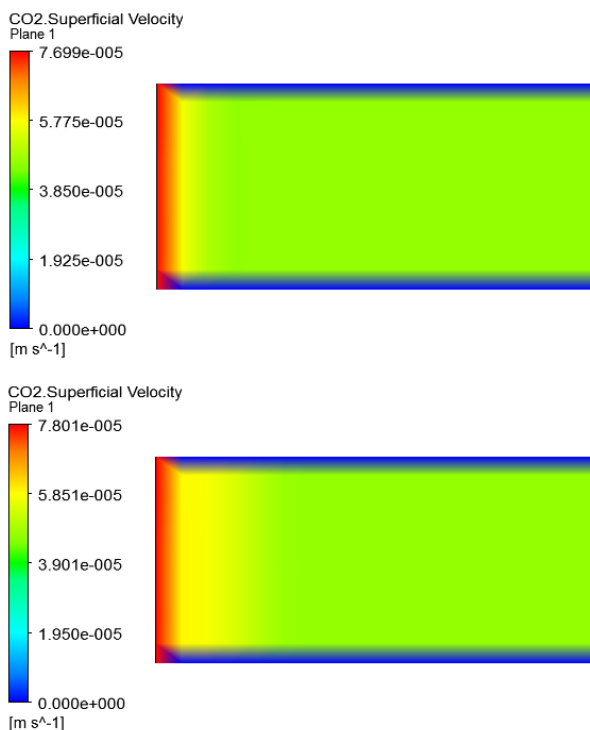 CO2.Superficial Velocity
Plane 1
7.699e-005
5.775e-005
3.850e-005
1.925e-005
0.000e+000
[m s^-1]
CO2.Superficial Velocity
Plane 1
7.801e-005
5.851e-005
3.901e-005
1.950e-005
0.000e+000
[m s^-1]